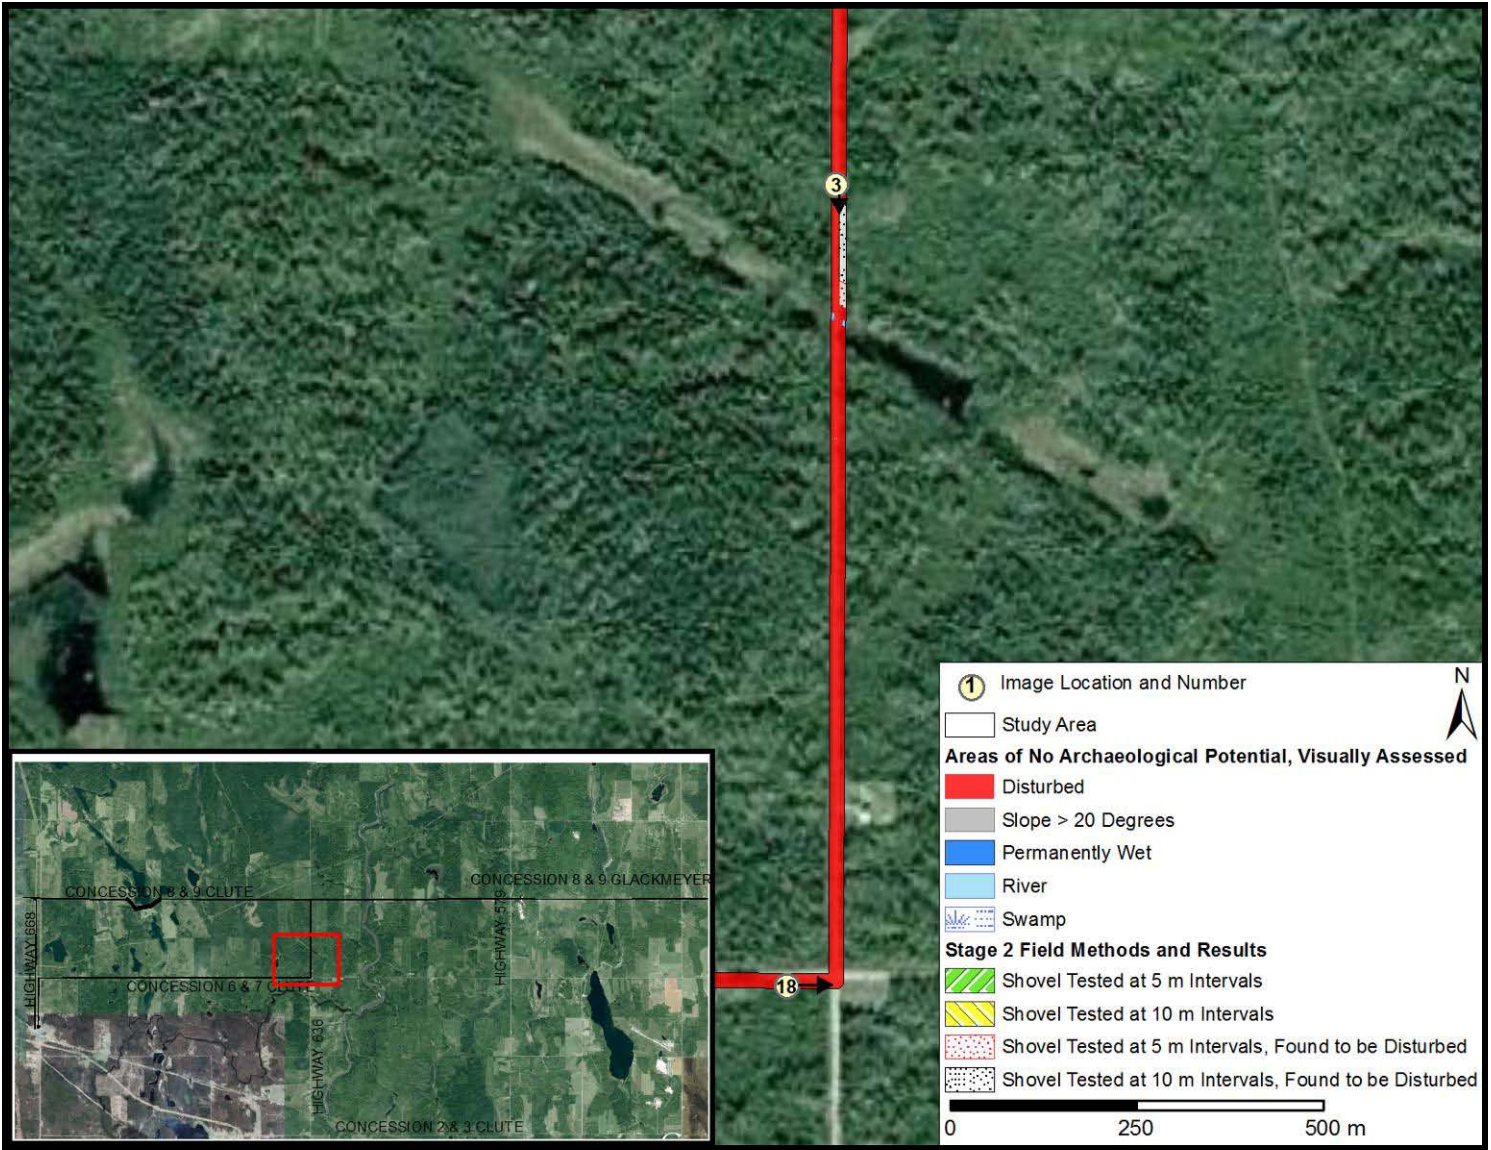 3
18
1 Image Location and Number
N
Study Area
Areas of No Archaeological Potential, Visually Assessed
Disturbed
Slope > 20 Degrees
Permanently Wet
River
Swamp
Stage 2 Field Methods and Results
Shovel Tested at 5 m Intervals
Shovel Tested at 10 m Intervals
Shovel Tested at 5 m Intervals, Found to be Disturbed
Shovel Tested at 10 m Intervals, Found to be Disturbed
0 250 500 m
CONCESSION 8 & 9 CLUTE
CONCESSION 8 & 9 GLACKMEYER
HIGHWAY 668
HIGHWAY 579
CONCESSION 6 & 7 CLUTE
HIGHWAY 636
CONCESSION 2 & 3 CLUTE